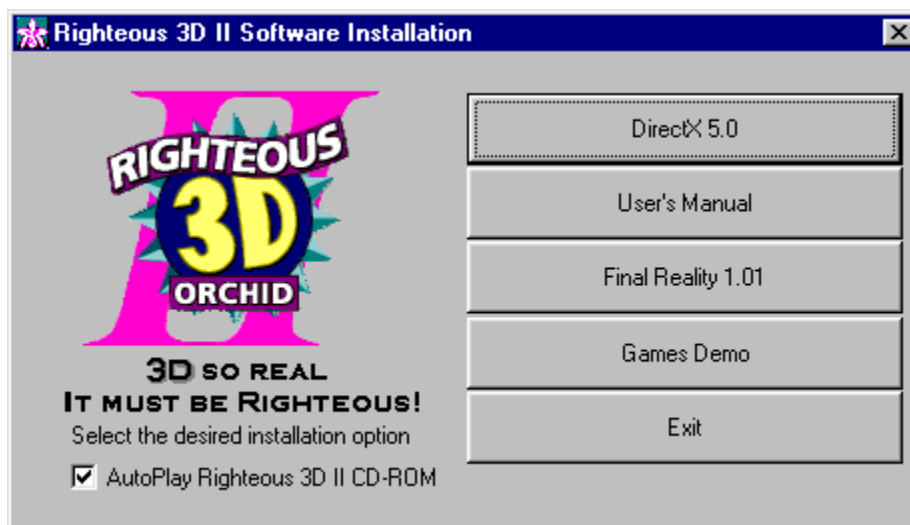 Righteous 3D II Software Installation
II
RIGHTEOUS
3D
ORCHID
3D SO REAL
IT MUST BE RIGHTEOUS!
Select the desired installation option
AutoPlay Righteous 3D II CD-ROM
DirectX 5.0
User's Manual
Final Reality 1.01
Games Demo
Exit